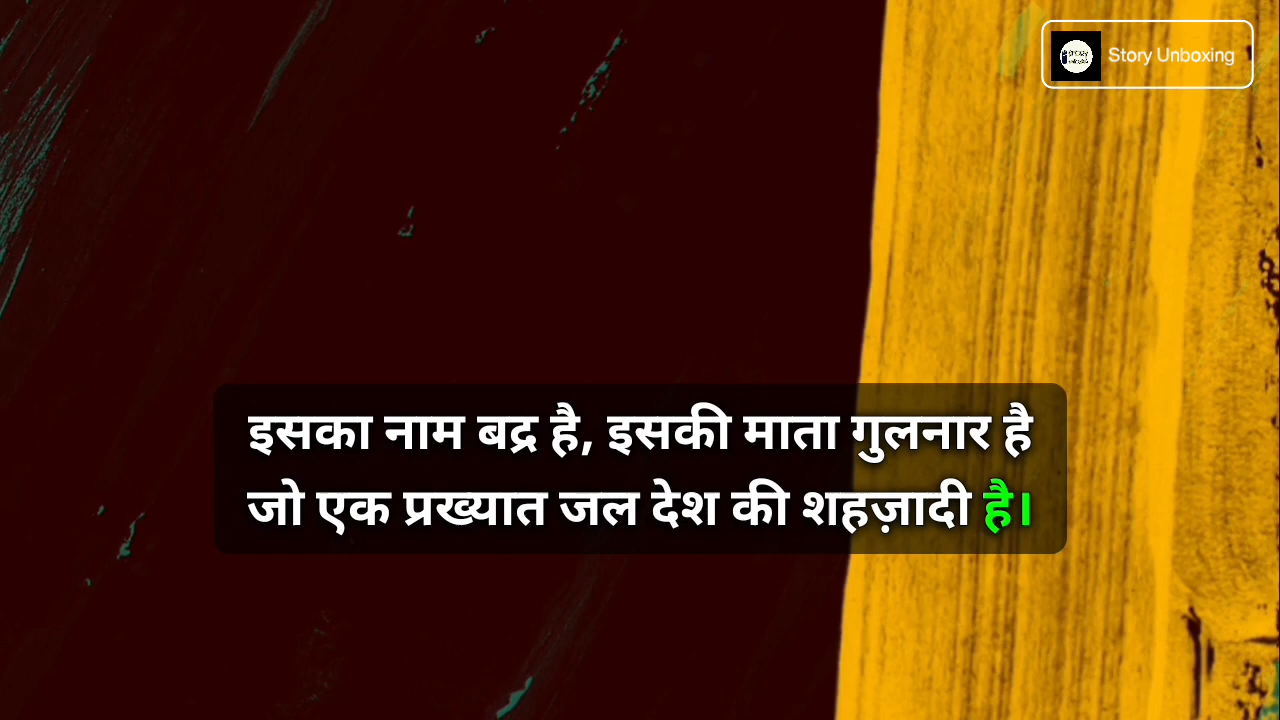 Story Unboxing
इसका नाम बद्र है, इसकी माता गुलनार है
जो एक प्रख्यात जल देश की शहज़ादी है।